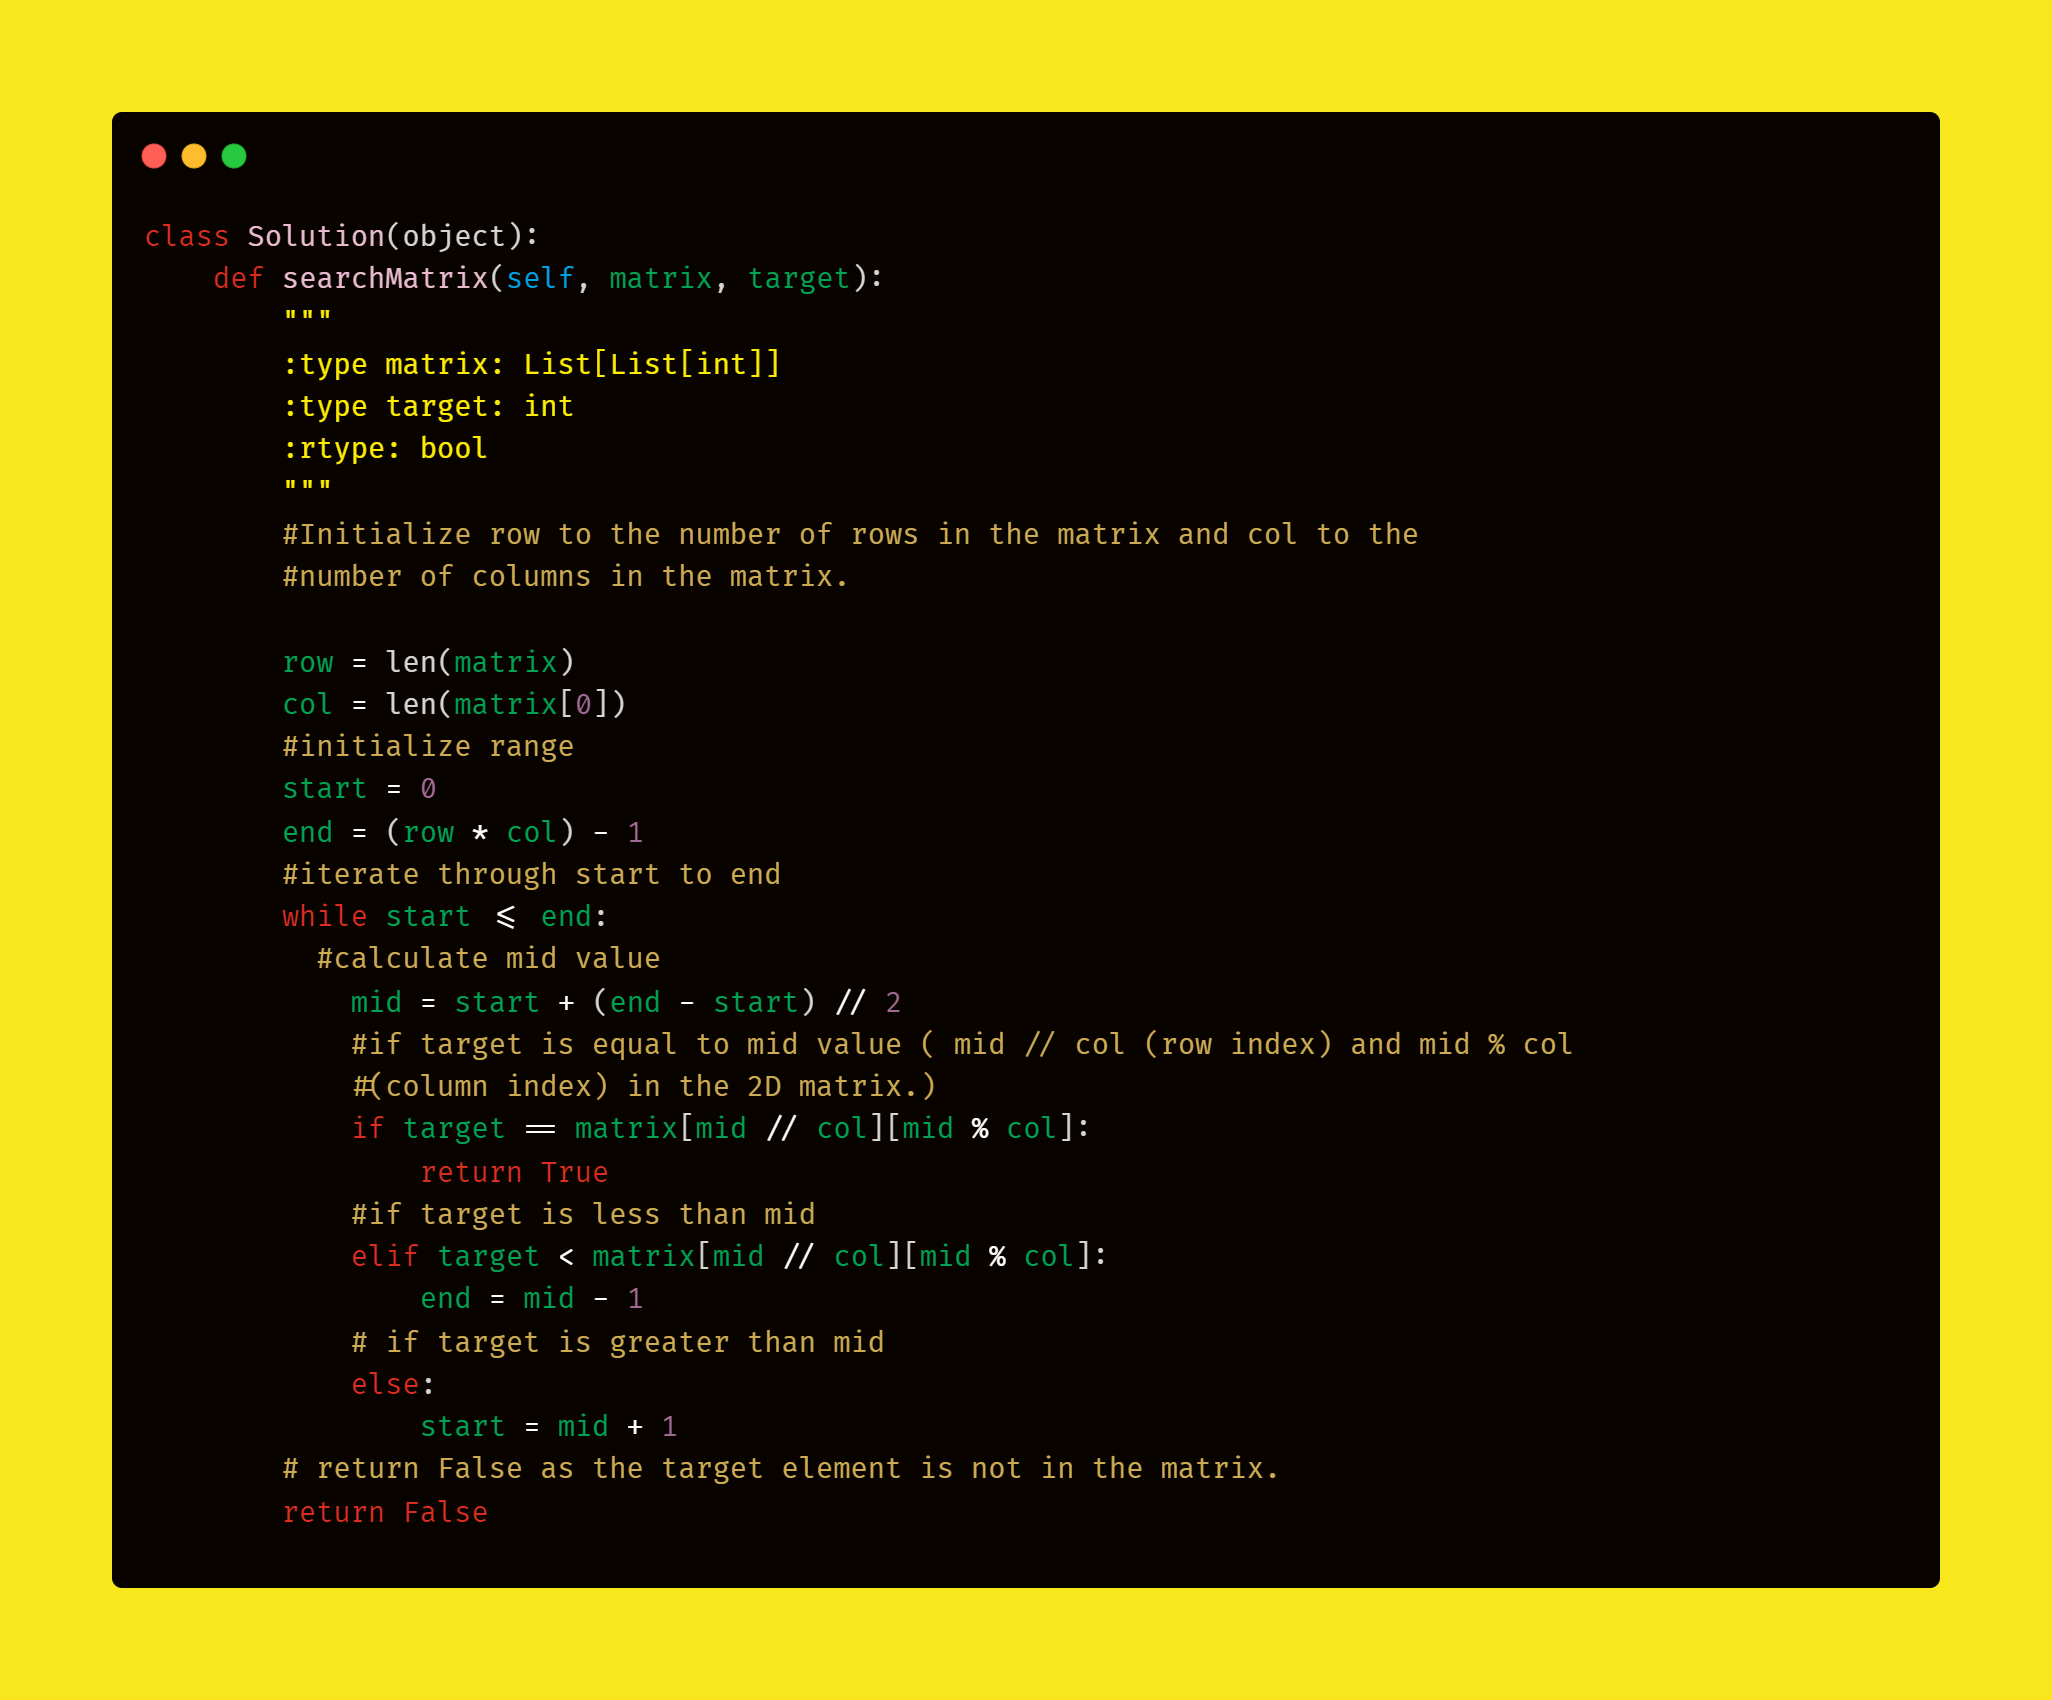 class Solution(object):
    def searchMatrix(self, matrix, target):
        """
        :type matrix: List[List[int]]
        :type target: int
        :rtype: bool
        """
        #Initialize row to the number of rows in the matrix and col to the
        #number of columns in the matrix.

        row = len(matrix)
        col = len(matrix[0])
        #initialize range
        start = 0
        end = (row * col) - 1
        #iterate through start to end
        while start <= end:
          #calculate mid value
            mid = start + (end - start) // 2
            #if target is equal to mid value ( mid // col (row index) and mid % col
            #(column index) in the 2D matrix.)
            if target == matrix[mid // col][mid % col]:
                return True
            #if target is less than mid
            elif target < matrix[mid // col][mid % col]:
                end = mid - 1
            # if target is greater than mid
            else:
                start = mid + 1
        # return False as the target element is not in the matrix.
        return False